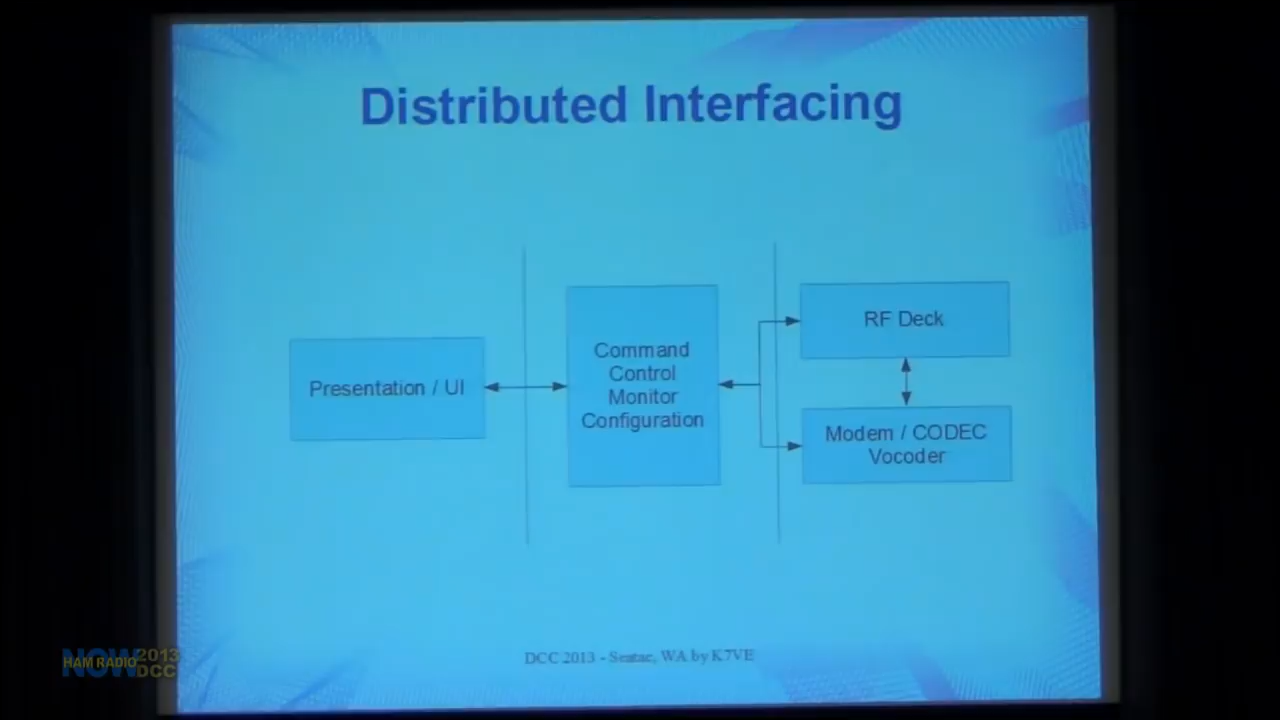 Distributed Interfacing
Presentation / UI
Command
Control
Monitor
Configuration
RF Deck
Modem / CODEC
Vocoder
DCC 2013 - Seatac, WA by K7VE
HAM RADIO
NOW
2013
DCC